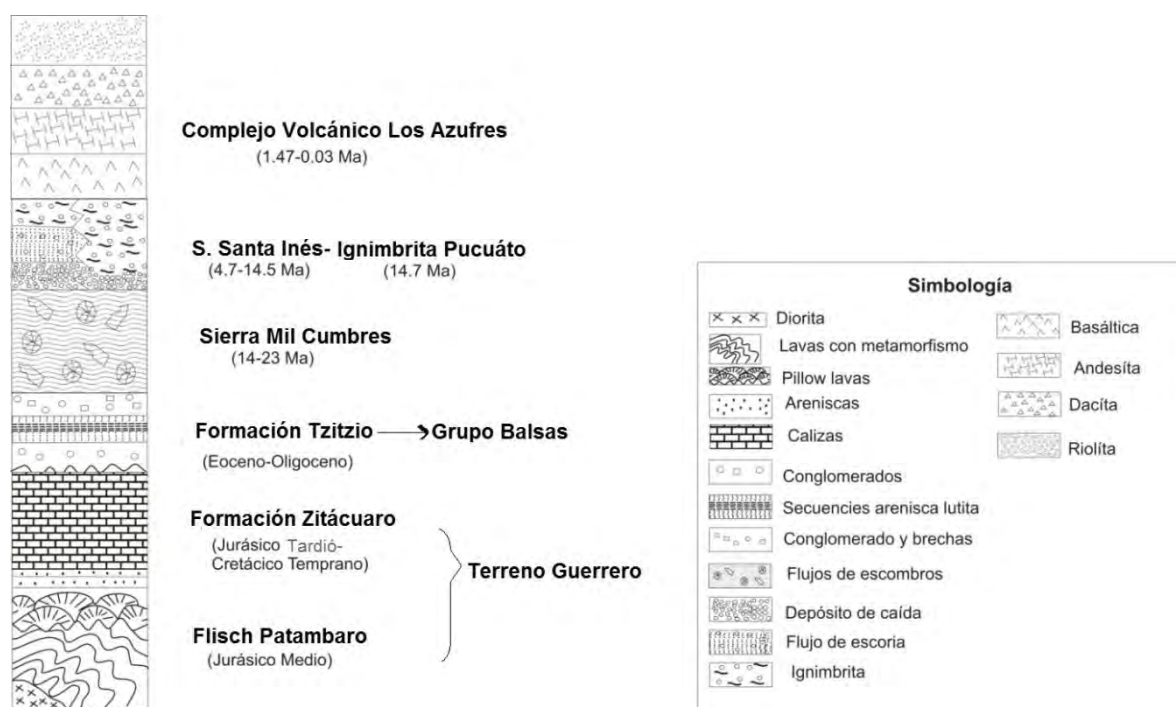 Complejo Volcánico Los Azufres
(1.47-0.03 Ma)
S. Santa Inés- Ignimbrita Pucuáto
(4.7-14.5 Ma) (14.7 Ma)
Sierra Mil Cumbres
(14-23 Ma)
Formación Tzitzio Grupo Balsas
(Eoceno-Oligoceno)
Formación Zitácuaro
(Jurásico Tardió-
Cretácico Temprano)
Terreno Guerrero
Flisch Patambaro
(Jurásico Medio)
Simbología
Diorita
Lavas con metamorfismo
Pillow lavas
Areniscas
Calizas
Conglomerados
Secuencies arenisca lutita
Conglomerado y brechas
Flujos de escombros
Depósito de caída
Flujo de escoria
Ignimbrita
Basáltica
Andesíta
Dacíta
Riolíta